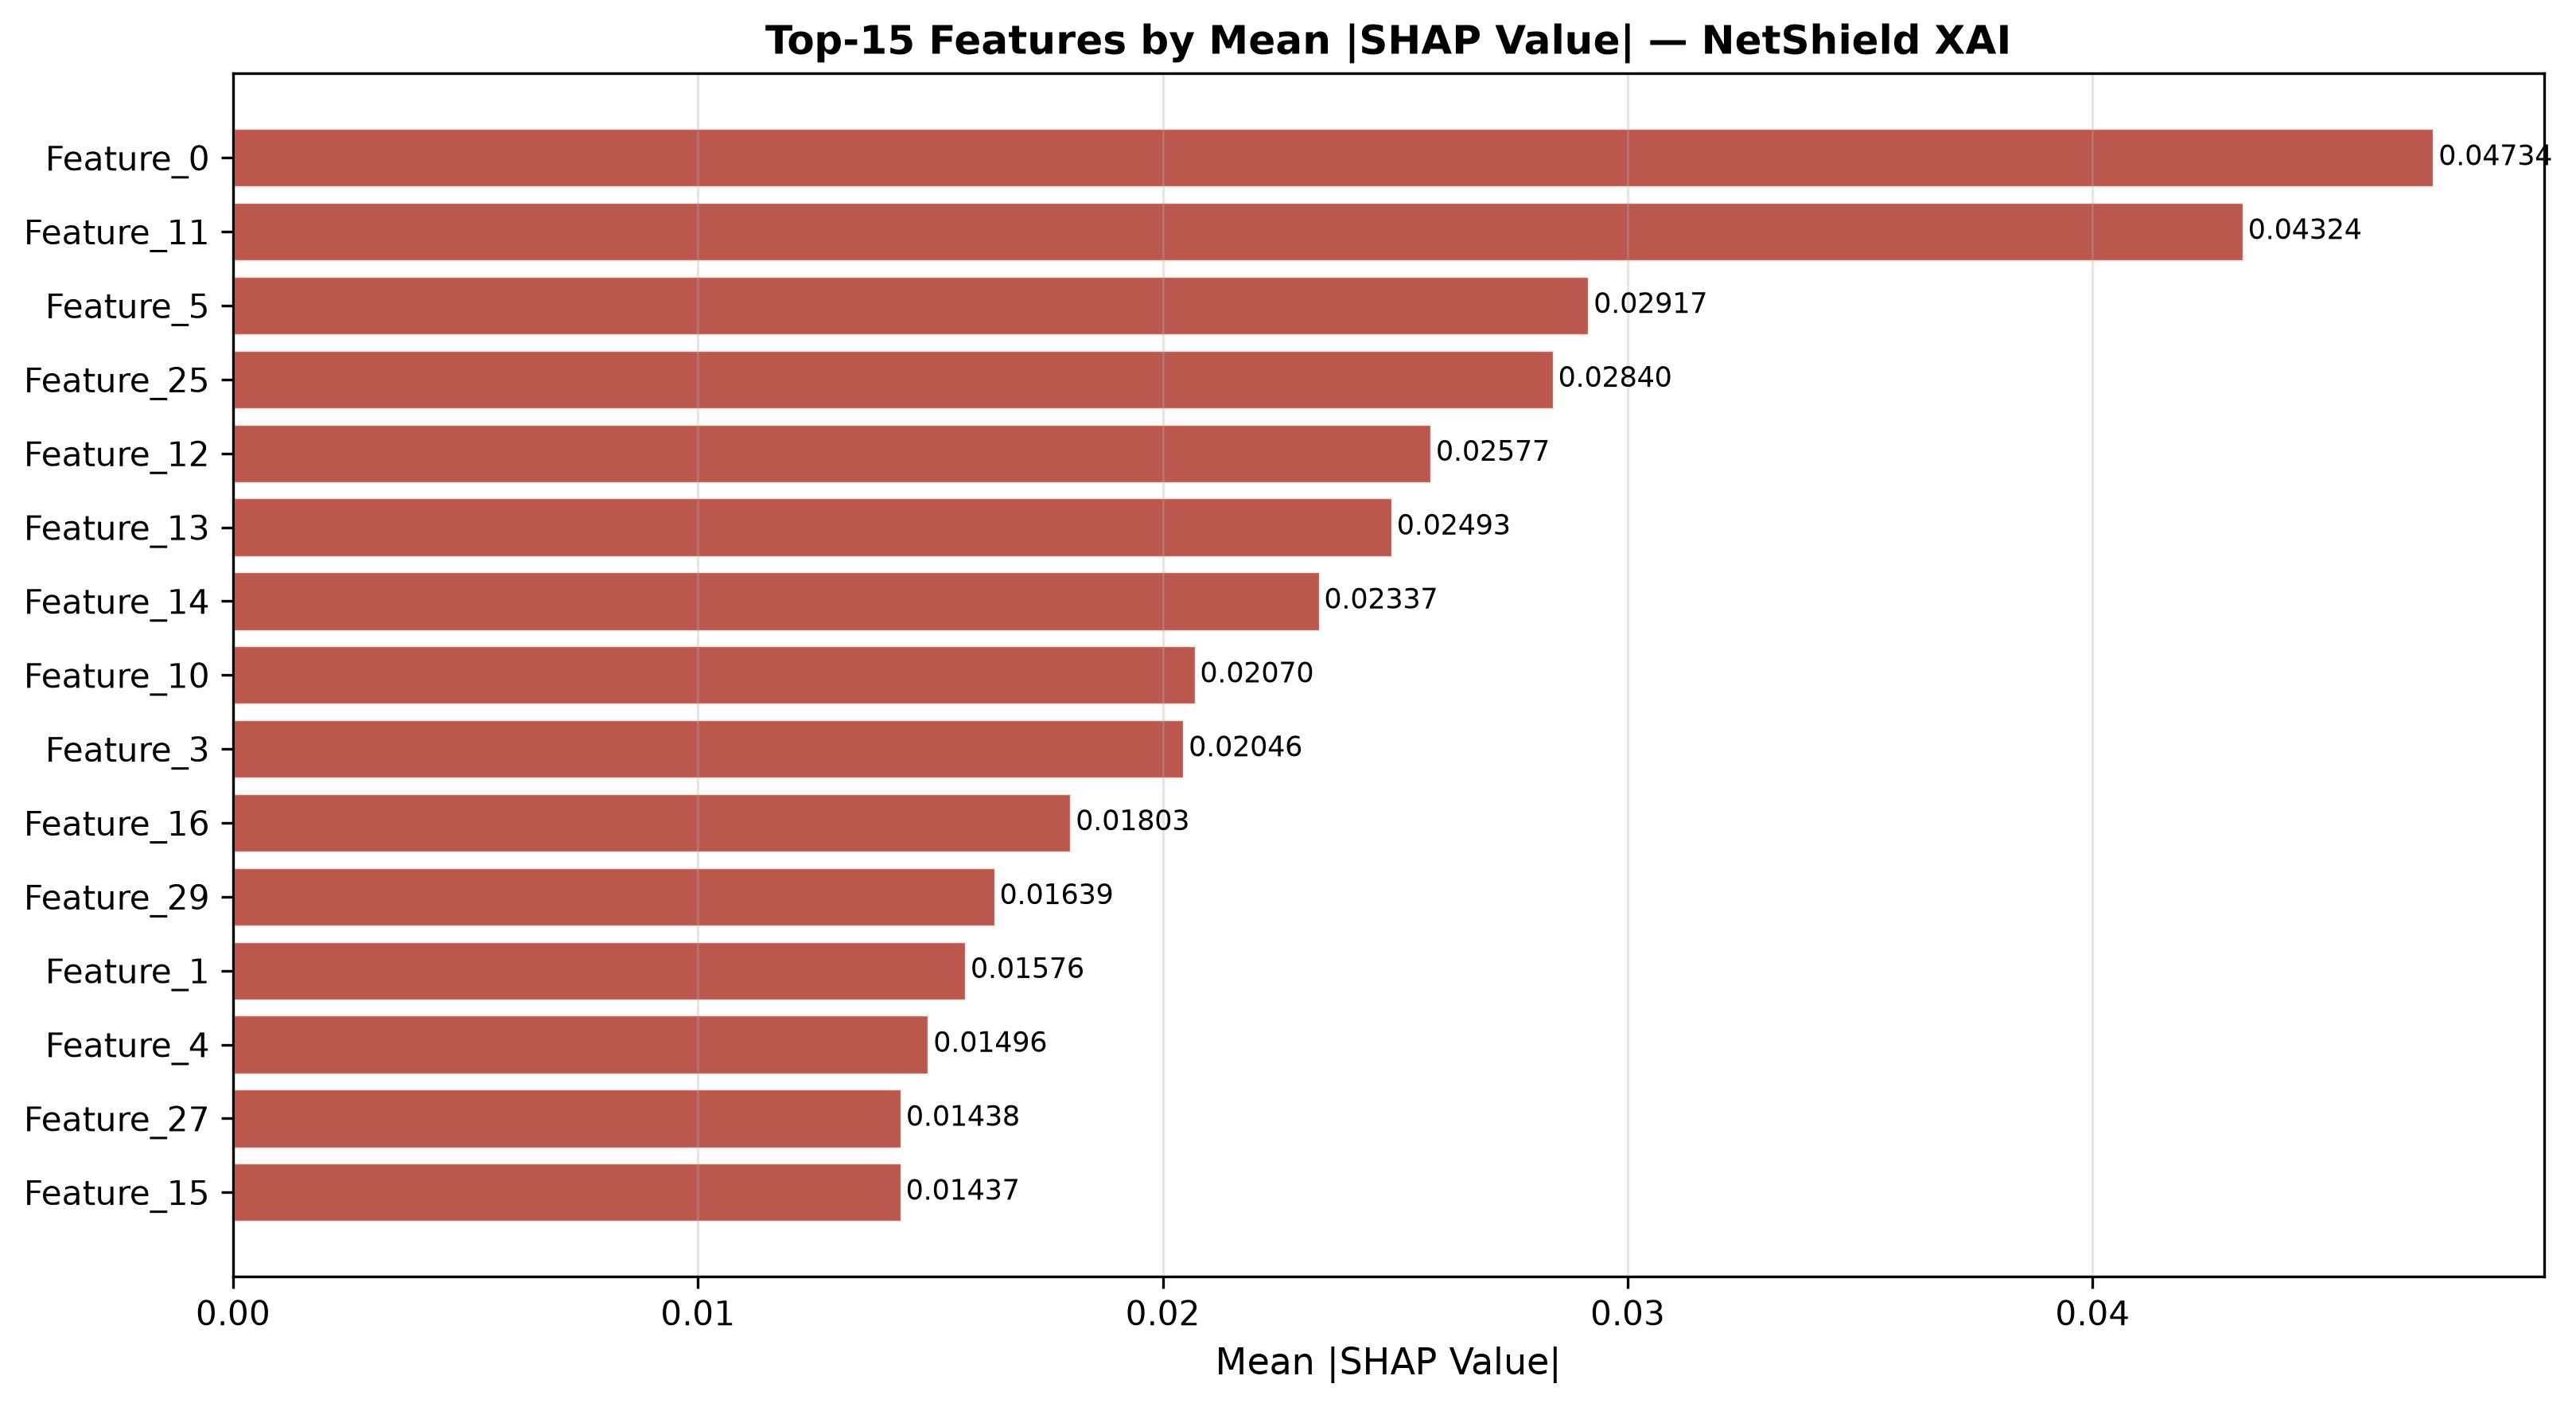 Top-15 Features by Mean |SHAP Value| — NetShield XAI
Feature_0 0.04734
Feature_11 0.04324
Feature_5 0.02917
Feature_25 0.02840
Feature_12 0.02577
Feature_13 0.02493
Feature_14 0.02337
Feature_10 0.02070
Feature_3 0.02046
Feature_16 0.01803
Feature_29 0.01639
Feature_1 0.01576
Feature_4 0.01496
Feature_27 0.01438
Feature_15 0.01437
0.00 0.01 0.02 0.03 0.04
Mean |SHAP Value|